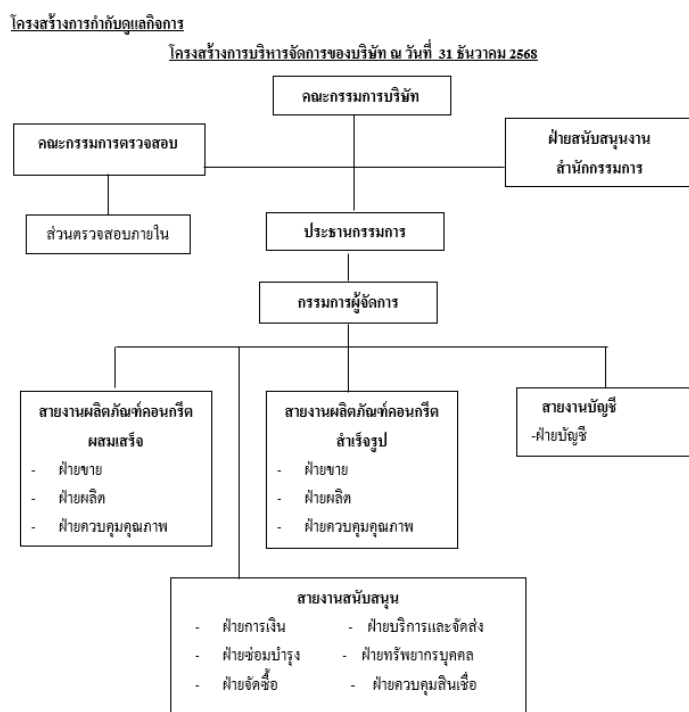 โครงสร้างการกำกับดูแลกิจการ
โครงสร้างการบริหารจัดการของบริษัท ณ วันที่ 31 ธันวาคม 2568
คณะกรรมการบริษัท
คณะกรรมการตรวจสอบ
ฝ่ายสนับสนุนงาน
สำนักกรรมการ
ส่วนตรวจสอบภายใน
ประธานกรรมการ
กรรมการผู้จัดการ
สายงานผลิตภัณฑ์คอนกรีต
ผสมเสร็จ
- ฝ่ายขาย
- ฝ่ายผลิต
- ฝ่ายควบคุมคุณภาพ
สายงานผลิตภัณฑ์คอนกรีต
สำเร็จรูป
- ฝ่ายขาย
- ฝ่ายผลิต
- ฝ่ายควบคุมคุณภาพ
สายงานบัญชี
-ฝ่ายบัญชี
สายงานสนับสนุน
- ฝ่ายการเงิน - ฝ่ายบริการและจัดส่ง
- ฝ่ายซ่อมบำรุง - ฝ่ายทรัพยากรบุคคล
- ฝ่ายจัดซื้อ - ฝ่ายควบคุมสินเชื่อ